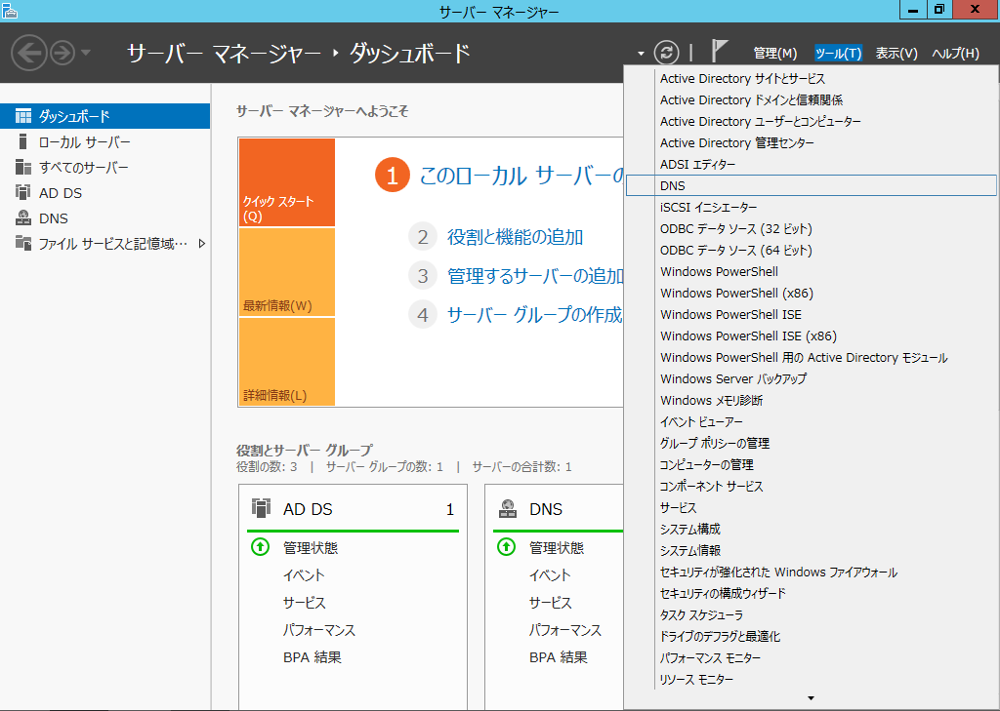 サーバー マネージャー
サーバー マネージャー ・ ダッシュボード
管理(M) ツール(T) 表示(V) ヘルプ(H)
ダッシュボード
ローカル サーバー
すべてのサーバー
AD DS
DNS
ファイル サービスと記憶域…
サーバー マネージャーへようこそ
クイック スタート
(Q)
最新情報(W)
詳細情報(L)
1 このローカル サーバーの
2 役割と機能の追加
3 管理するサーバーの追加
4 サーバー グループの作成
役割とサーバー グループ
役割の数: 3 | サーバー グループの数: 1 | サーバーの合計数: 1
AD DS 1
管理状態
イベント
サービス
パフォーマンス
BPA 結果
DNS
管理状態
イベント
サービス
パフォーマンス
BPA 結果
Active Directory サイトとサービス
Active Directory ドメインと信頼関係
Active Directory ユーザーとコンピューター
Active Directory 管理センター
ADSI エディター
DNS
iSCSI イニシエーター
ODBC データ ソース (32 ビット)
ODBC データ ソース (64 ビット)
Windows PowerShell
Windows PowerShell (x86)
Windows PowerShell ISE
Windows PowerShell ISE (x86)
Windows PowerShell 用の Active Directory モジュール
Windows Server バックアップ
Windows メモリ診断
イベント ビューアー
グループ ポリシーの管理
コンピューターの管理
コンポーネント サービス
サービス
システム構成
システム情報
セキュリティが強化された Windows ファイアウォール
セキュリティの構成ウィザード
タスク スケジューラ
ドライブのデフラグと最適化
パフォーマンス モニター
リソース モニター